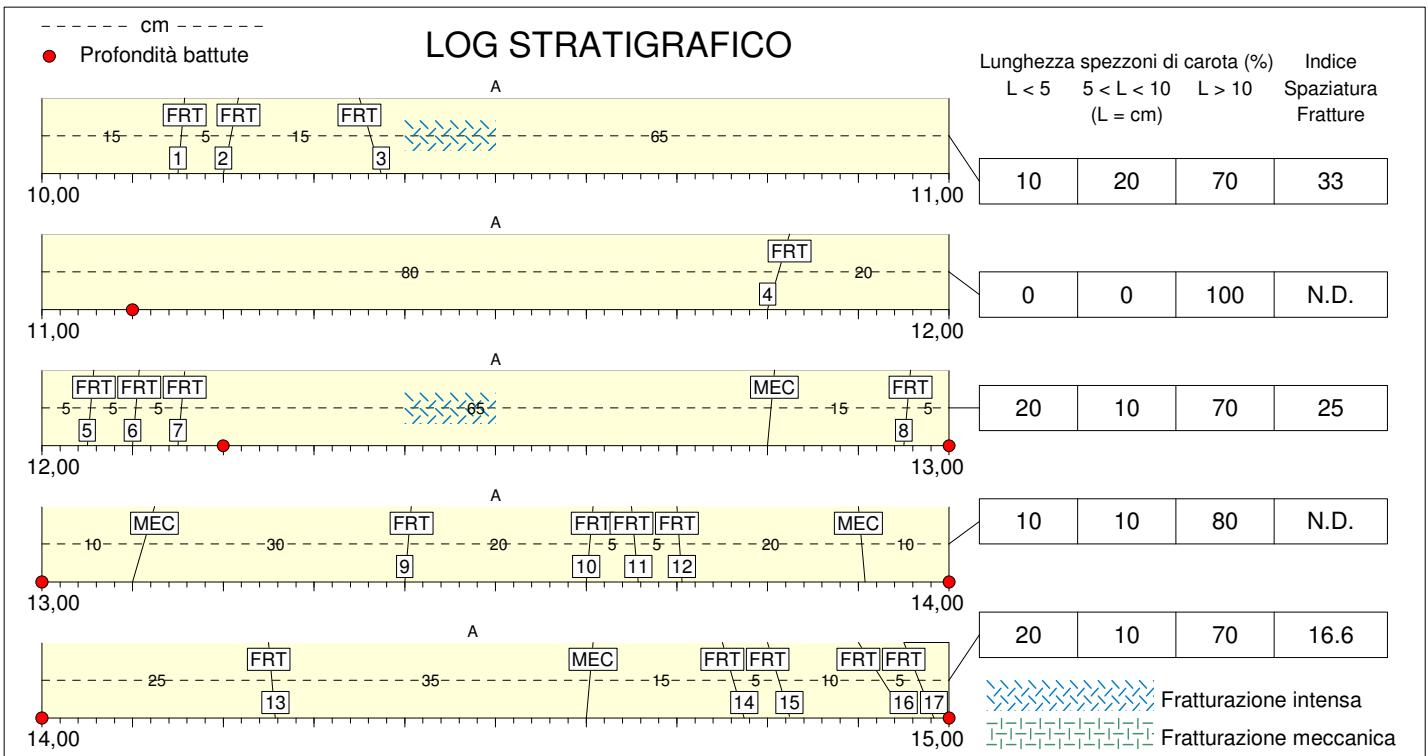 cm
Profondità battute
LOG STRATIGRAFICO
Lunghezza spezzoni di carota (%)
Indice Spaziatura Fratture
L < 5
5 < L < 10
L > 10
(L = cm)
A
FRT FRT FRT
15 5 15 65
1 2 3
10,00 11,00
10 20 70 33
A
FRT
80 20
4
11,00 12,00
0 0 100 N.D.
A
FRT FRT FRT MEC FRT
5 5 5 65 15 5
5 6 7 8
12,00 13,00
20 10 70 25
A
MEC FRT FRT FRT FRT MEC
10 30 20 5 5 20 10
9 10 11 12
13,00 14,00
10 10 80 N.D.
A
FRT MEC FRT FRT FRT FRT
25 35 15 5 10 5
13 14 15 16 17
14,00 15,00
20 10 70 16.6
Fratturazione intensa
Fratturazione meccanica